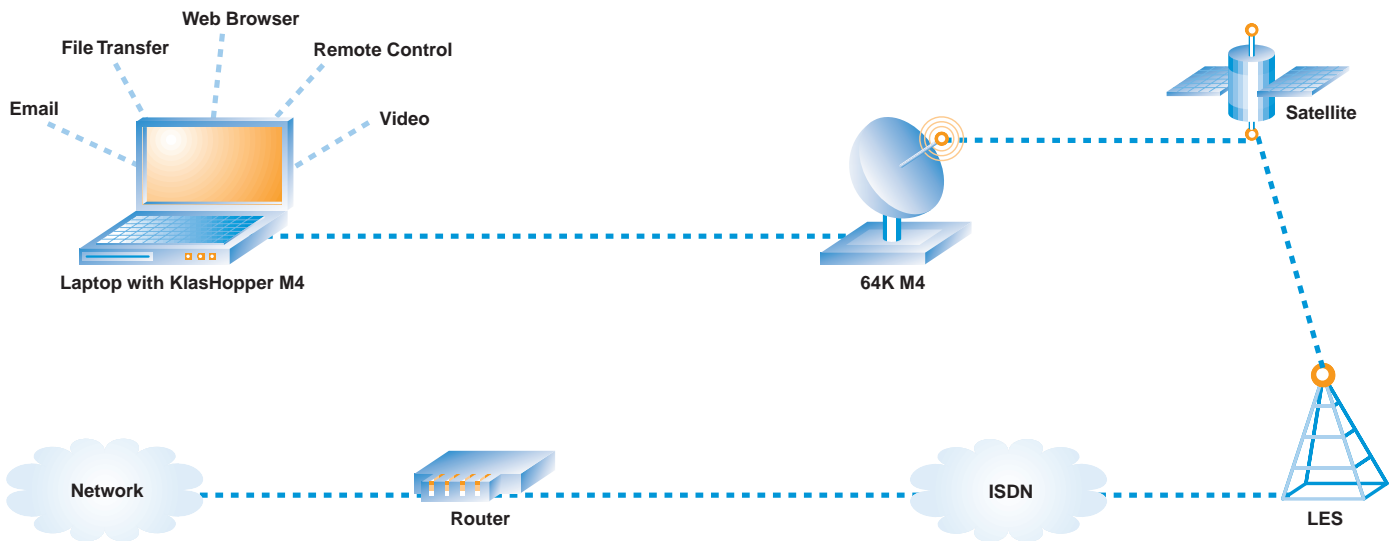 Web Browser
File Transfer
Remote Control
Email
Video
Satellite
Laptop with KlasHopper M4
64K M4
Network
Router
ISDN
LES